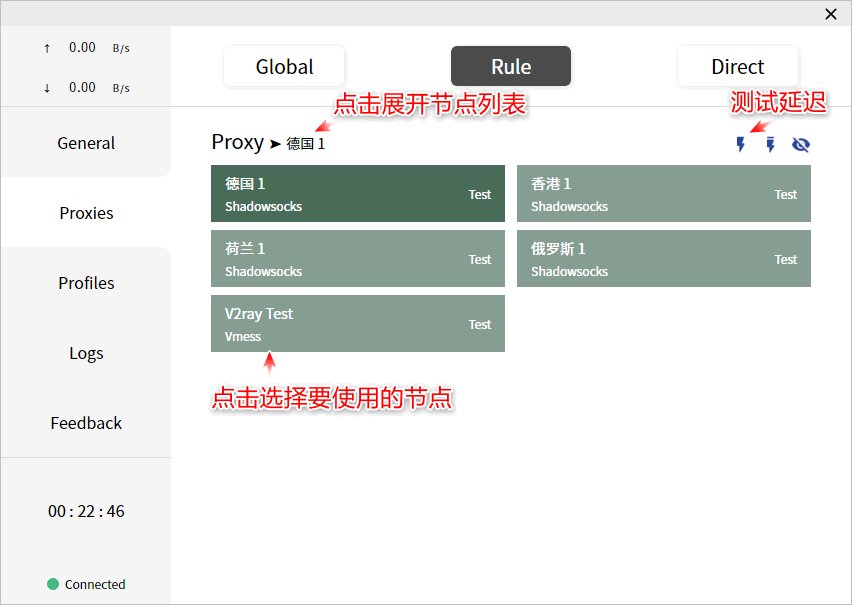 ↑ 0.00 B/s
↓ 0.00 B/s
General
Proxies
Profiles
Logs
Feedback
00 : 22 : 46
Connected
Global
Rule
Direct
点击展开节点列表
测试延迟
Proxy ➤ 德国 1
德国 1
Shadowsocks
Test
香港 1
Shadowsocks
Test
荷兰 1
Shadowsocks
Test
俄罗斯 1
Shadowsocks
Test
V2ray Test
Vmess
Test
点击选择要使用的节点